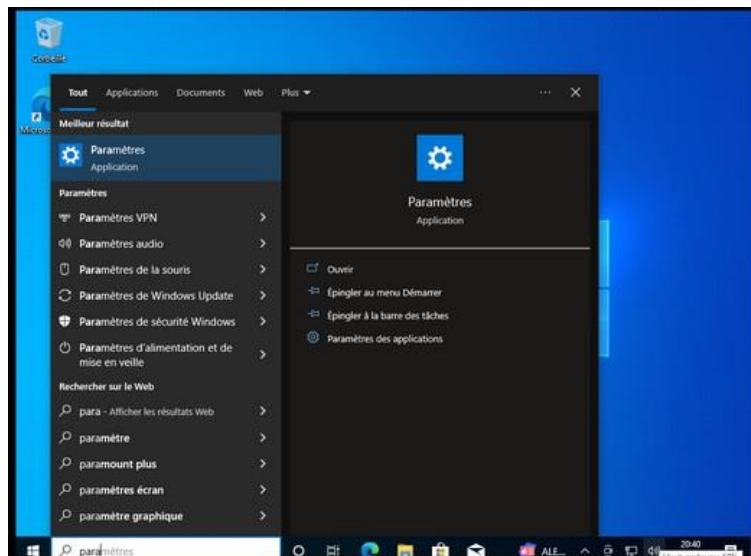 Corbeille
Tout Applications Documents Web Plus
Meilleur résultat
Paramètres
Application
Paramètres
Paramètres VPN
Paramètres audio
Paramètres de la souris
Paramètres de Windows Update
Paramètres de sécurité Windows
Paramètres d'alimentation et de
mise en veille
Rechercher sur le Web
para - Afficher les résultats Web
paramètre
paramount plus
paramètres écran
paramètre graphique
paramètres
Paramètres
Application
Ouvrir
Épingler au menu Démarrer
Épingler à la barre des tâches
Paramètres des applications
ALE...
20:40